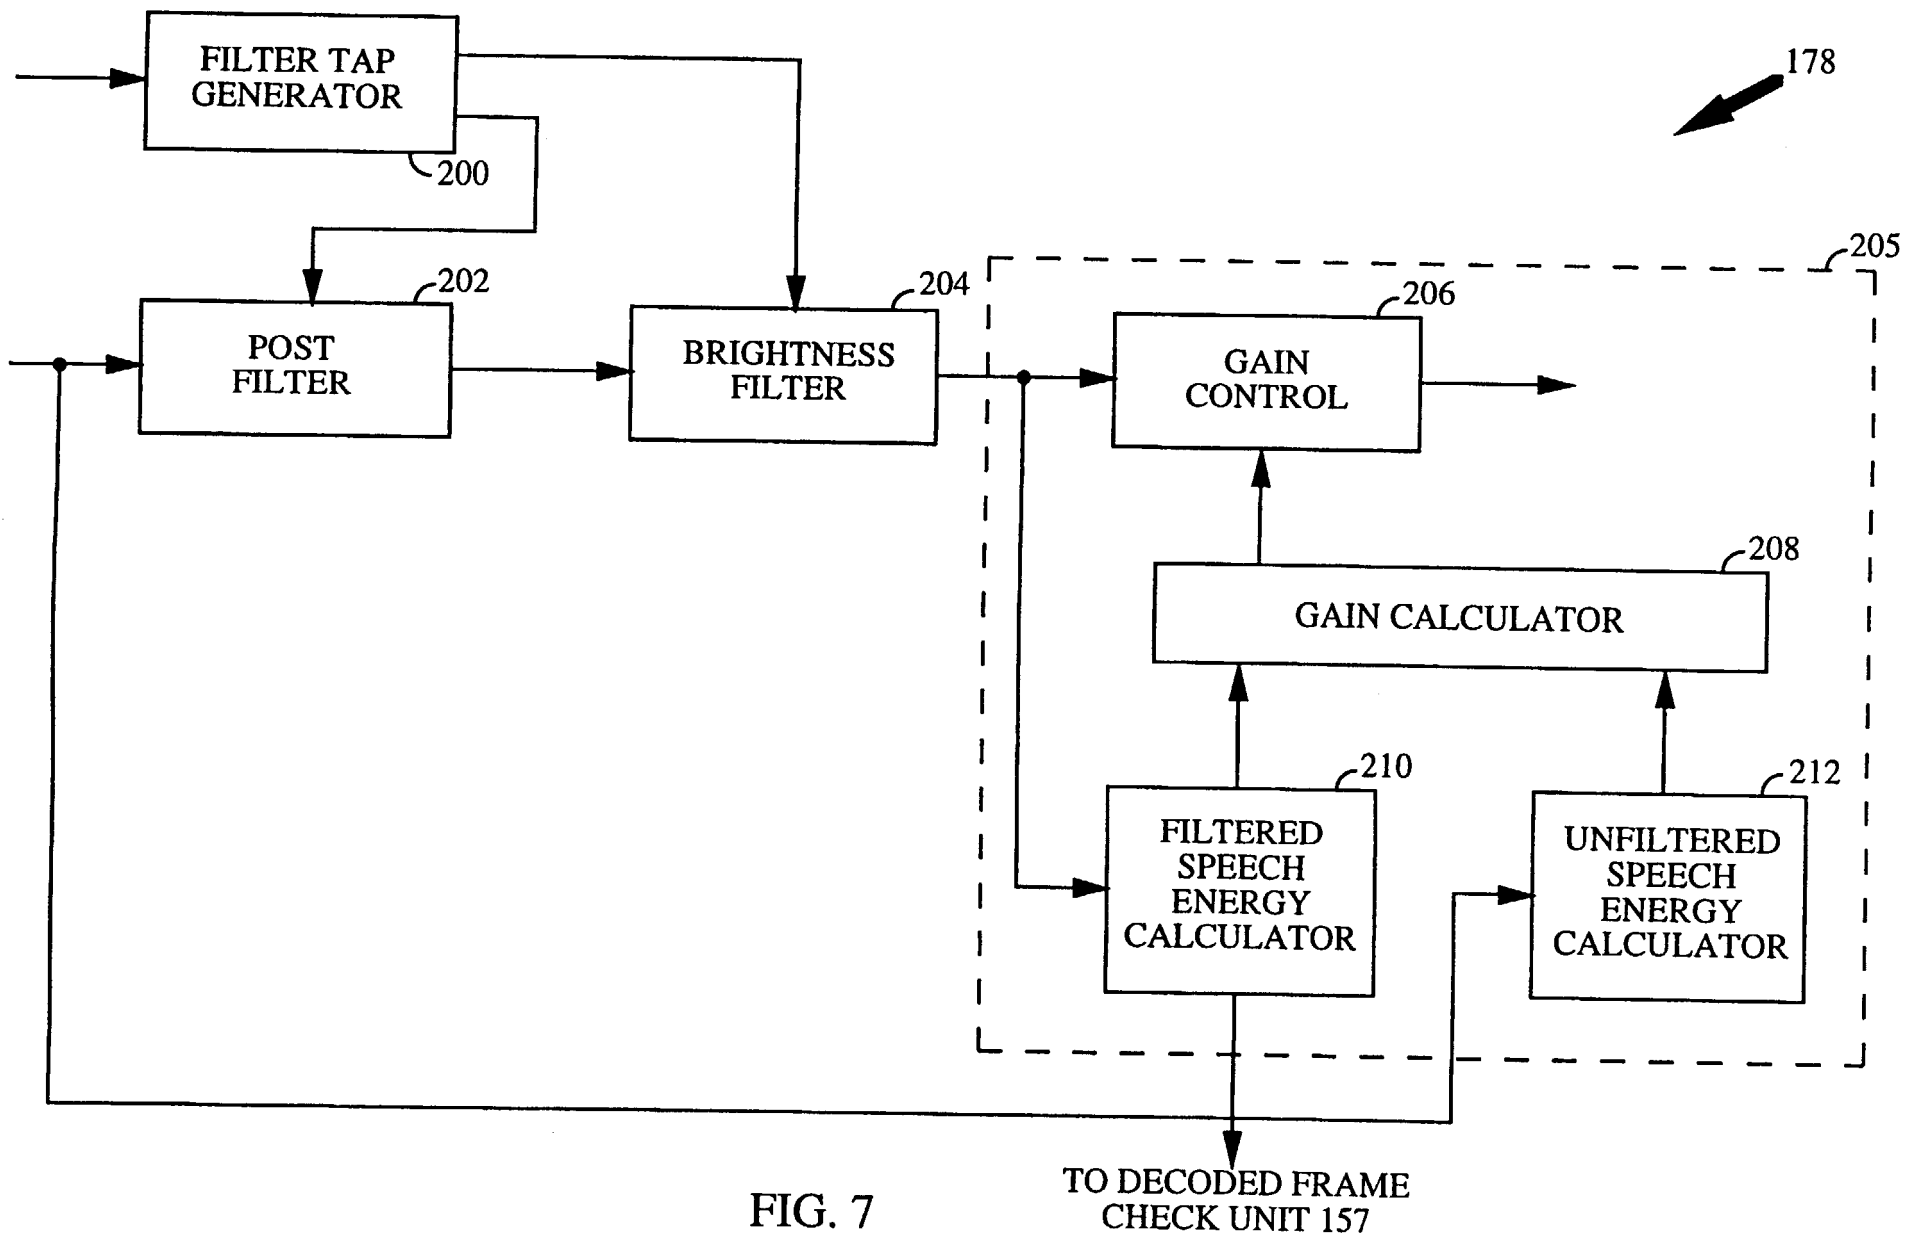 FILTER TAP
GENERATOR
200
178
POST
FILTER
202
BRIGHTNESS
FILTER
204
205
GAIN
CONTROL
206
GAIN CALCULATOR
208
FILTERED
SPEECH
ENERGY
CALCULATOR
210
UNFILTERED
SPEECH
ENERGY
CALCULATOR
212
TO DECODED FRAME
CHECK UNIT 157
FIG. 7